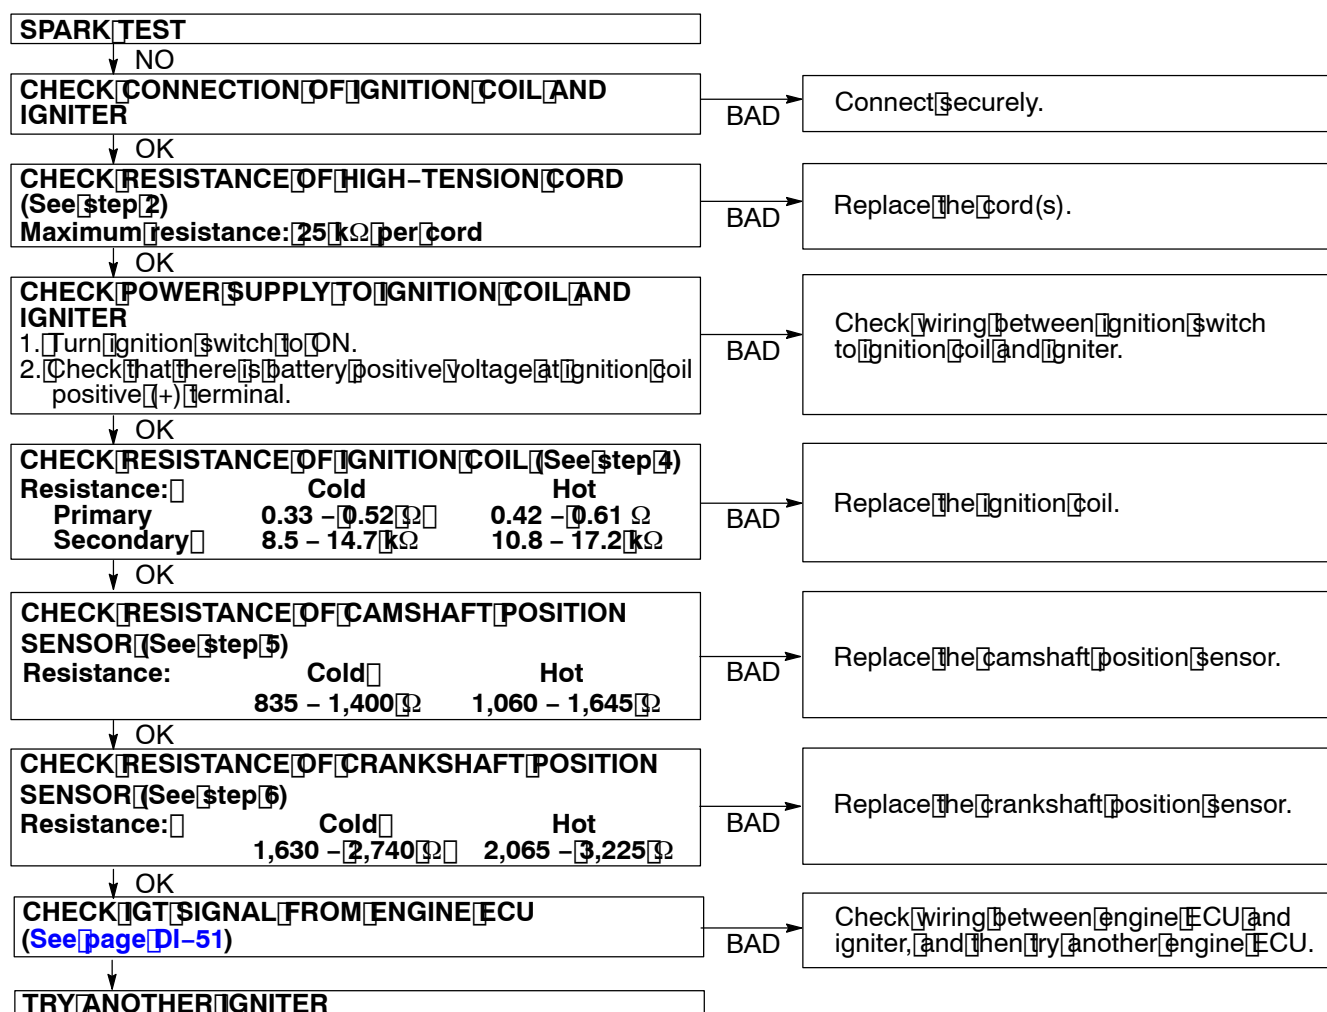 SPARK TEST
NO
CHECK CONNECTION OF IGNITION COIL AND
IGNITER
BAD
Connect securely.
OK
CHECK RESISTANCE OF HIGH–TENSION CORD
(See step 2)
Maximum resistance: 25 kΩ per cord
BAD
Replace the cord(s).
OK
CHECK POWER SUPPLY TO IGNITION COIL AND
IGNITER
1. Turn ignition switch to ON.
2. Check that there is battery positive voltage at ignition coil
positive (+) terminal.
BAD
Check wiring between ignition switch
to ignition coil and igniter.
OK
CHECK RESISTANCE OF IGNITION COIL (See step 4)
Resistance: Cold Hot
Primary 0.33 – 0.52 Ω 0.42 – 0.61 Ω
Secondary 8.5 – 14.7 kΩ 10.8 – 17.2 kΩ
BAD
Replace the ignition coil.
OK
CHECK RESISTANCE OF CAMSHAFT POSITION
SENSOR (See step 5)
Resistance: Cold Hot
835 – 1,400 Ω 1,060 – 1,645 Ω
BAD
Replace the camshaft position sensor.
OK
CHECK RESISTANCE OF CRANKSHAFT POSITION
SENSOR (See step 6)
Resistance: Cold Hot
1,630 – 2,740 Ω 2,065 – 3,225 Ω
BAD
Replace the crankshaft position sensor.
OK
CHECK IGT SIGNAL FROM ENGINE ECU
(See page DI–51)
BAD
Check wiring between engine ECU and
igniter, and then try another engine ECU.
TRY ANOTHER IGNITER